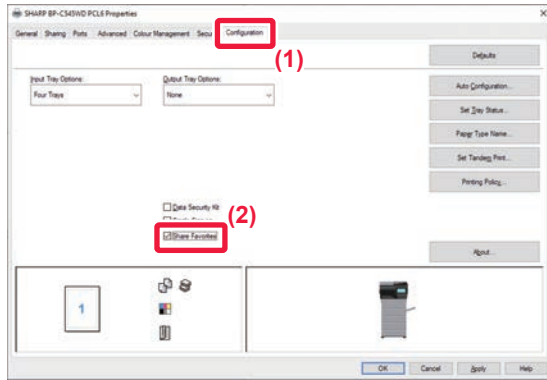 SHARP BP-C545WD PCL6 Properties
General Sharing Ports Advanced Colour Management Secu Configuration
(1)
Defaults
Input Tray Options: Output Tray Options:
Four Trays None
Auto Configuration...
Set Tray Status...
Paper Type Name...
Set Tandem Print...
Printing Policy...
Data Security Kit
(2)
Share Favorites
About...
1
OK Cancel Apply Help